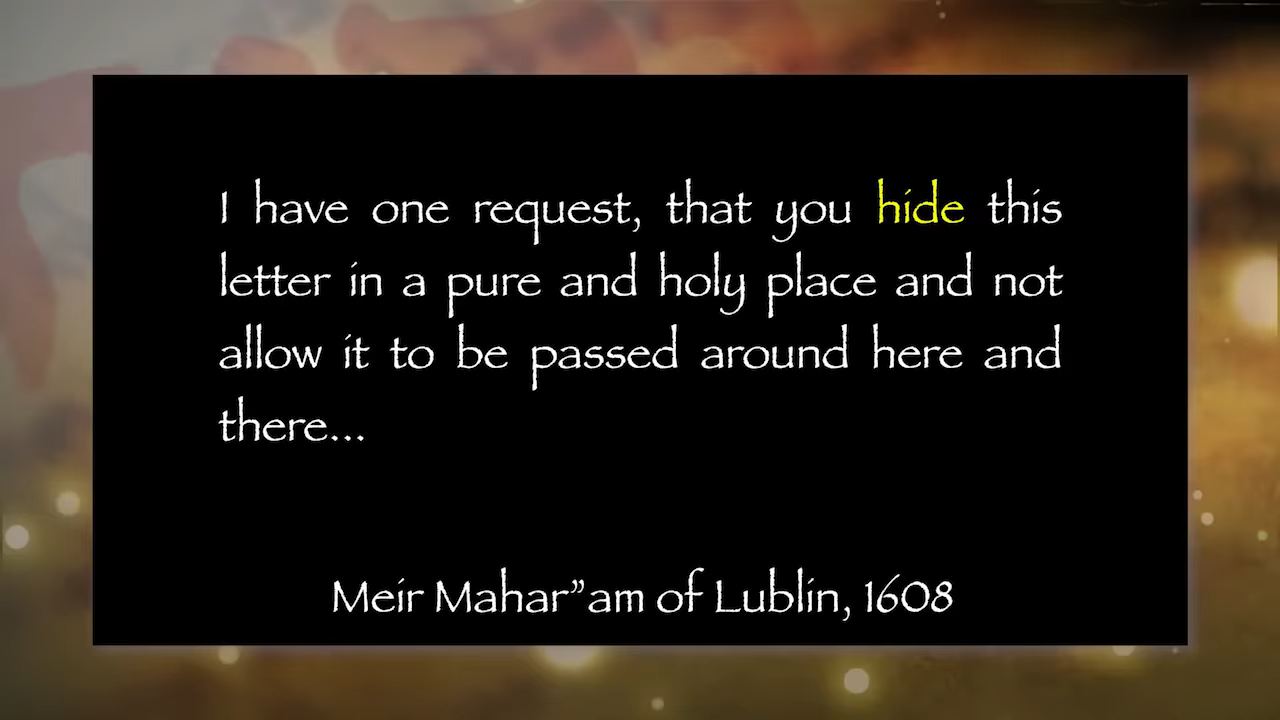 I have one request, that you hide this
letter in a pure and holy place and not
allow it to be passed around here and
there...
Meir Mahar”am of Lublin, 1608